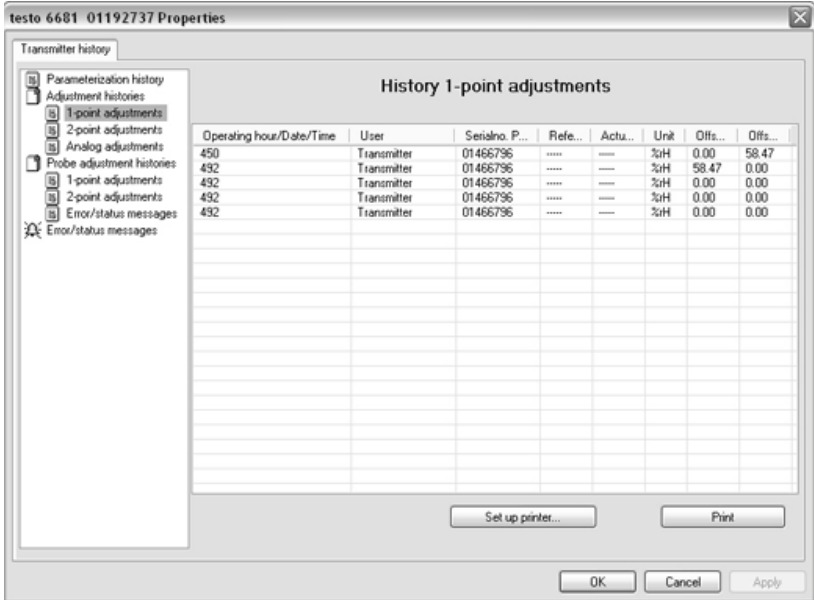 testo 6681 01192737 Properties
Transmitter history
Parameterization history
Adjustment histories
1-point adjustments
2-point adjustments
Analog adjustments
Probe adjustment histories
1-point adjustments
2-point adjustments
Error/status messages
Error/status messages
History 1-point adjustments
Operating hour/Date/Time User Serialno. P... Refe... Actu... Unit Offs... Offs...
450 Transmitter 01466796 ----- ----- %rH 0.00 58.47
492 Transmitter 01466796 ----- ----- %rH 58.47 0.00
492 Transmitter 01466796 ----- ----- %rH 0.00 0.00
492 Transmitter 01466796 ----- ----- %rH 0.00 0.00
492 Transmitter 01466796 ----- ----- %rH 0.00 0.00
Set up printer... Print
OK Cancel Apply